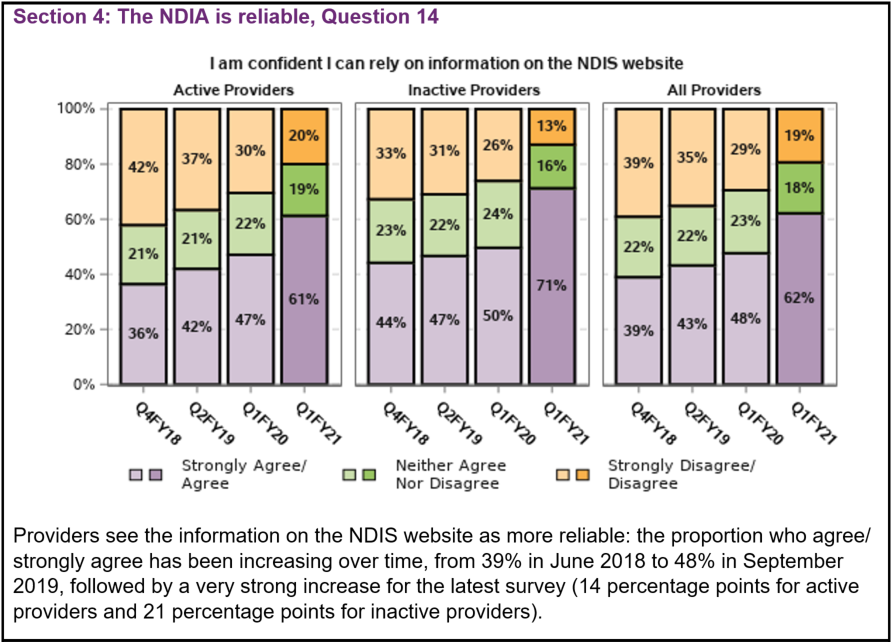 Section 4: The NDIA is reliable, Question 14
I am confident I can rely on information on the NDIS website
Active Providers
Inactive Providers
All Providers
100%
80%
60%
40%
20%
0%
42% 37% 30% 20%
21% 21% 22% 19%
36% 42% 47% 61%
33% 31% 26% 13%
23% 22% 24% 16%
44% 47% 50% 71%
39% 35% 29% 19%
22% 22% 23% 18%
39% 43% 48% 62%
Q4FY18 Q2FY19 Q1FY20 Q1FY21
Q4FY18 Q2FY19 Q1FY20 Q1FY21
Q4FY18 Q2FY19 Q1FY20 Q1FY21
Strongly Agree/
Agree
Neither Agree
Nor Disagree
Strongly Disagree/
Disagree
Providers see the information on the NDIS website as more reliable: the proportion who agree/
strongly agree has been increasing over time, from 39% in June 2018 to 48% in September
2019, followed by a very strong increase for the latest survey (14 percentage points for active
providers and 21 percentage points for inactive providers).